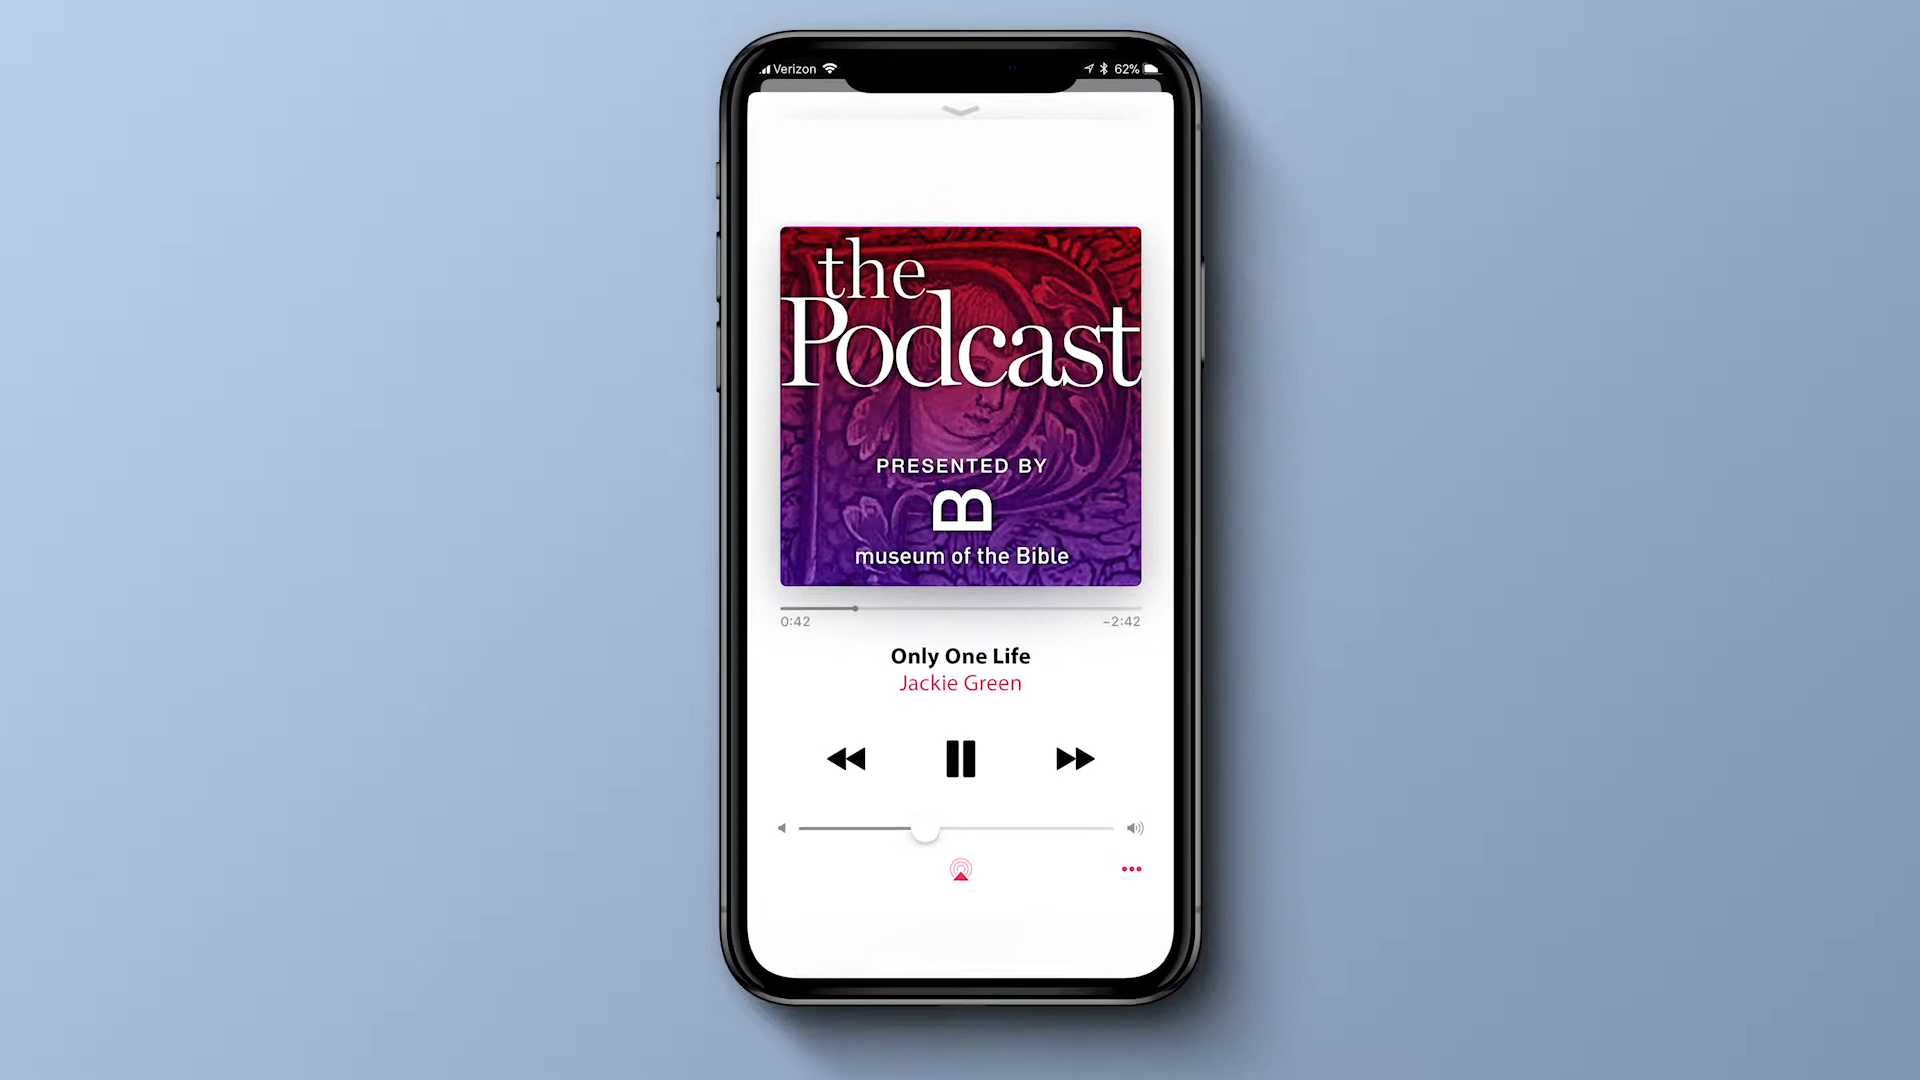 Verizon
62%
the
Podcast
PRESENTED BY
B
museum of the Bible
0:42
−2:42
Only One Life
Jackie Green